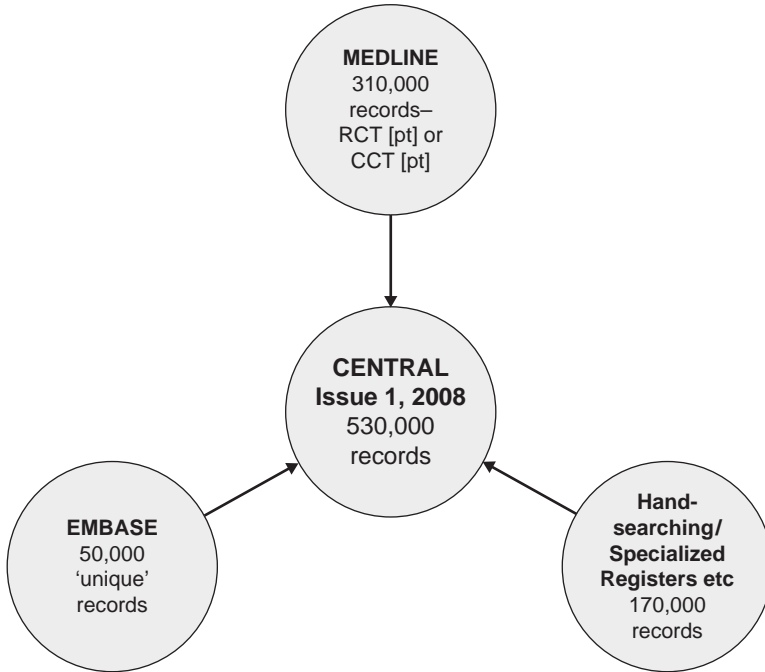 MEDLINE
310,000
records–
RCT [pt] or
CCT [pt]
CENTRAL
Issue 1, 2008
530,000
records
EMBASE
50,000
‘unique’
records
Hand-
searching/
Specialized
Registers etc
170,000
records